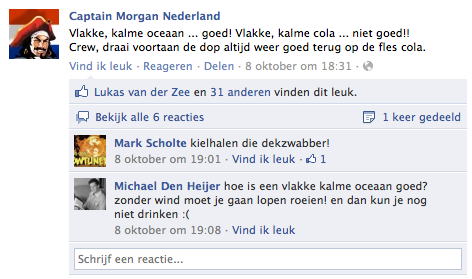 Captain Morgan Nederland
Vlakke, kalme oceaan ... goed! Vlakke, kalme cola ... niet goed!!
Crew, draai voortaan de dop altijd weer goed terug op de fles cola.
Vind ik leuk · Reageren · Delen · 8 oktober om 18:31 ·
Lukas van der Zee en 31 anderen vinden dit leuk.
Bekijk alle 6 reacties
1 keer gedeeld
Mark Scholte kielhalen die dekzwabber!
8 oktober om 19:01 · Vind ik leuk · 1
Michael Den Heijer hoe is een vlakke kalme oceaan goed?
zonder wind moet je gaan lopen roeien! en dan kun je nog
niet drinken :(
8 oktober om 19:08 · Vind ik leuk
Schrijf een reactie...